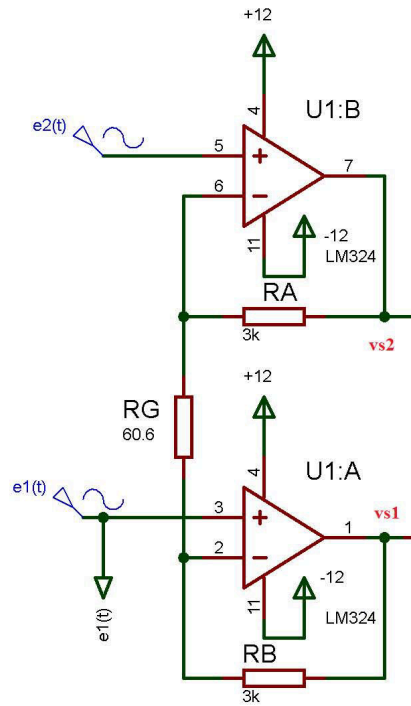 +12
4
U1:B
e2(t)
5
7
6
11
-12
LM324
RA
3k
vs2
+12
RG
60.6
4
U1:A
e1(t)
3
1
vs1
2
11
-12
LM324
e1(t)
RB
3k